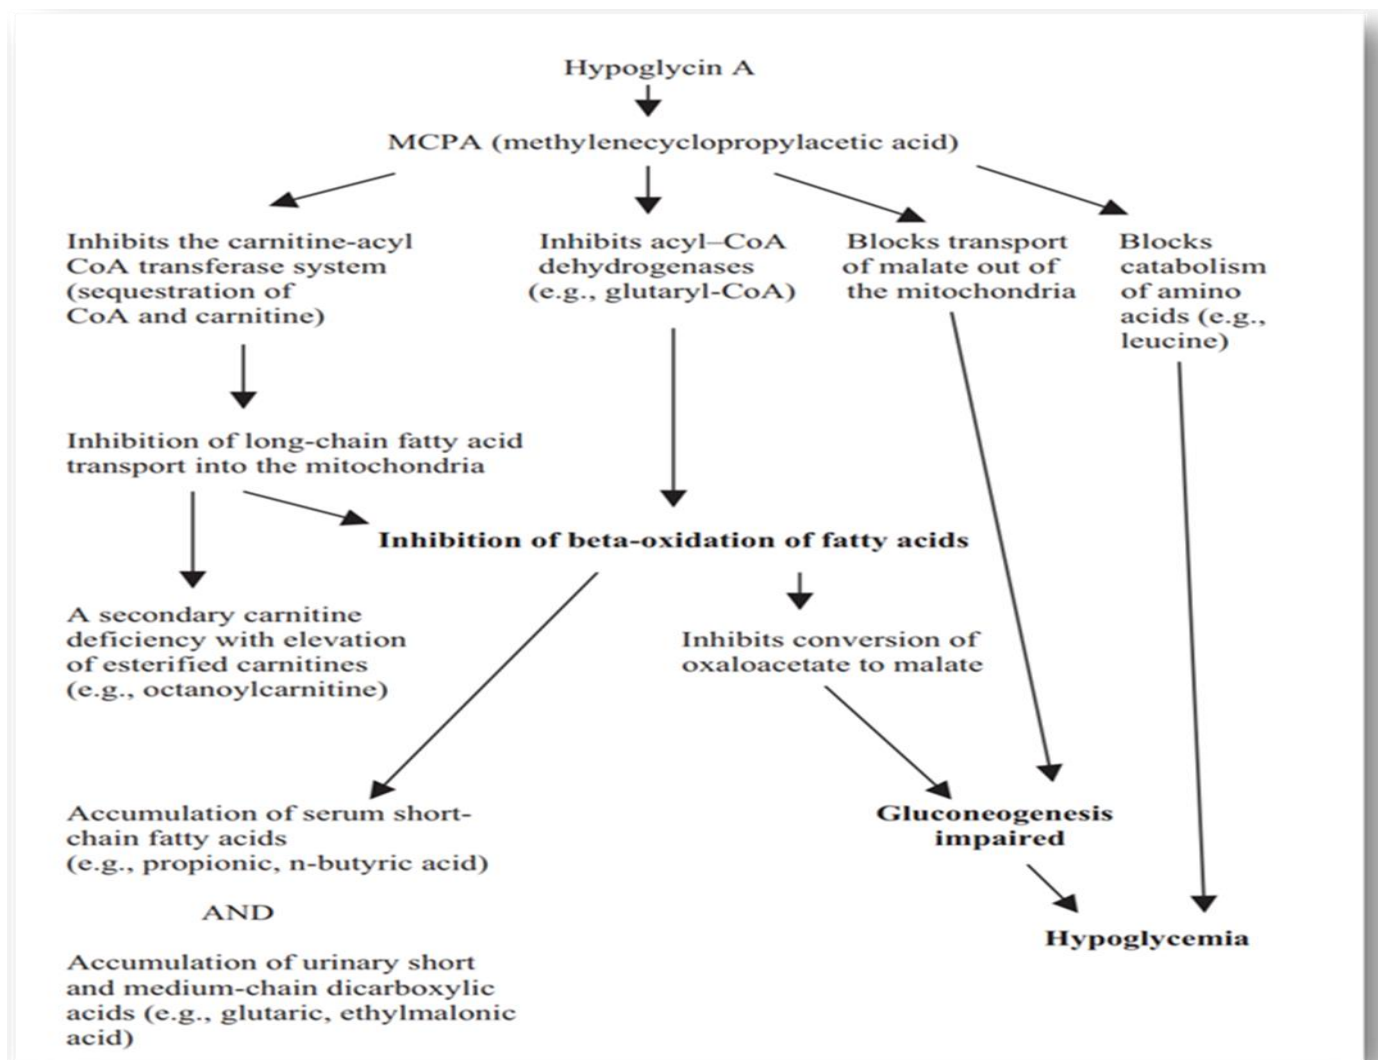 Hypoglycin A
MCPA (methylenecyclopropylacetic acid)
Inhibits the carnitine-acyl
CoA transferase system
(sequestration of
CoA and carnitine)
Inhibits acyl–CoA
dehydrogenases
(e.g., glutaryl-CoA)
Blocks transport
of malate out of
the mitochondria
Blocks
catabolism
of amino
acids (e.g.,
leucine)
Inhibition of long-chain fatty acid
transport into the mitochondria
Inhibition of beta-oxidation of fatty acids
A secondary carnitine
deficiency with elevation
of esterified carnitines
(e.g., octanoylcarnitine)
Inhibits conversion of
oxaloacetate to malate
Accumulation of serum short-
chain fatty acids
(e.g., propionic, n-butyric acid)
AND
Accumulation of urinary short
and medium-chain dicarboxylic
acids (e.g., glutaric, ethylmalonic
acid)
Gluconeogenesis
impaired
Hypoglycemia